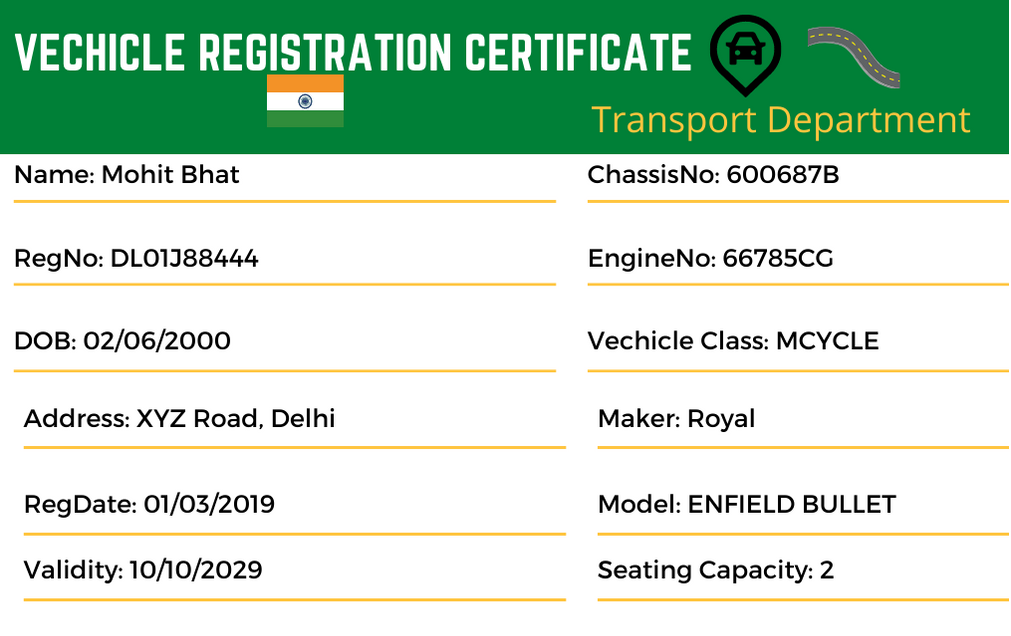 VECHICLE REGISTRATION CERTIFICATE
Transport Department
Name: Mohit Bhat
ChassisNo: 600687B
RegNo: DL01J88444
EngineNo: 66785CG
DOB: 02/06/2000
Vechicle Class: MCYCLE
Address: XYZ Road, Delhi
Maker: Royal
RegDate: 01/03/2019
Model: ENFIELD BULLET
Validity: 10/10/2029
Seating Capacity: 2